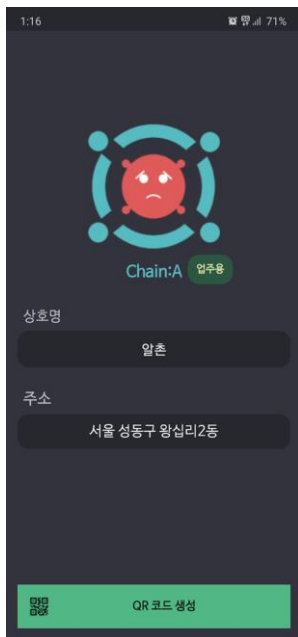 1:16 71%
Chain:A 업주용
상호명
알촌
주소
서울 성동구 왕십리2동
QR 코드 생성